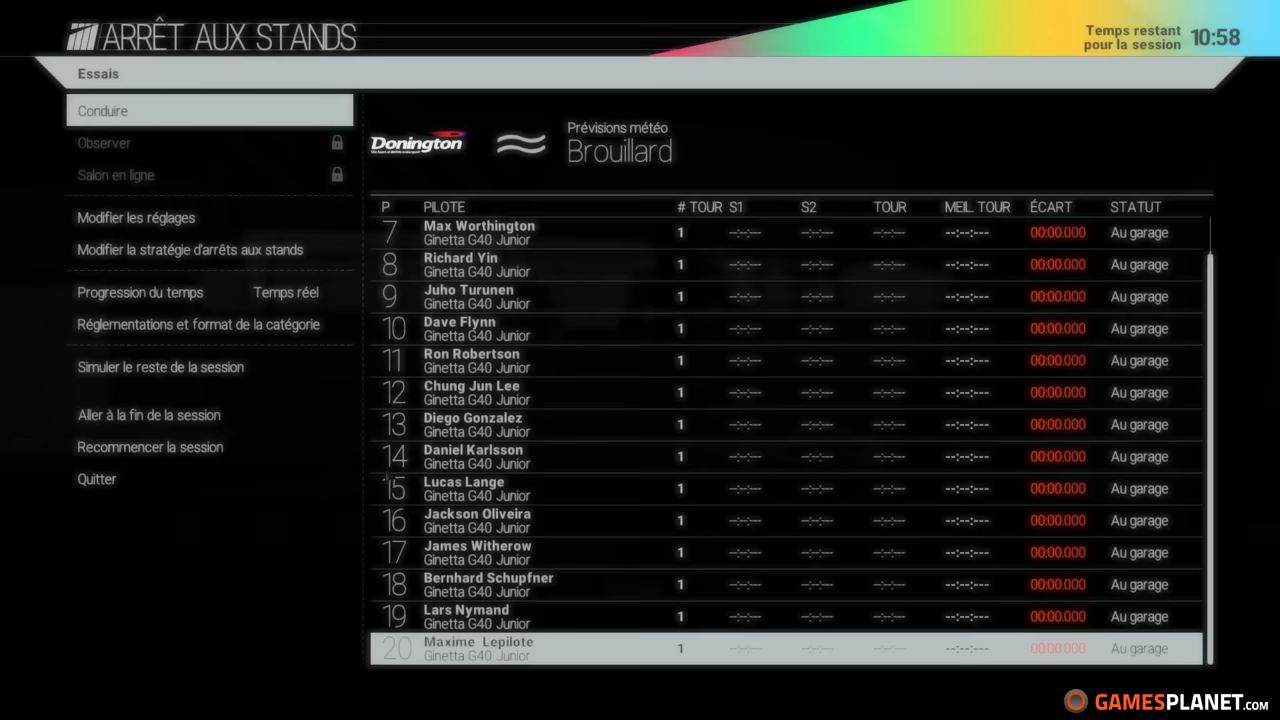 ARRÊT AUX STANDS
Temps restant
pour la session 10:58
Essais
Conduire
Observer
Salon en ligne
Modifier les réglages
Modifier la stratégie d'arrêts aux stands
Progression du temps Temps réel
Réglementations et format de la catégorie
Simuler le reste de la session
Aller à la fin de la session
Recommencer la session
Quitter
Donington
Prévisions météo
Brouillard
P PILOTE # TOUR S1 S2 TOUR MEIL. TOUR ÉCART STATUT
7 Max Worthington 1 --:--:--- --:--:--- --:--:--- --:--:--- 00:00.000 Au garage
Ginetta G40 Junior
8 Richard Yin 1 --:--:--- --:--:--- --:--:--- --:--:--- 00:00.000 Au garage
Ginetta G40 Junior
9 Juho Turunen 1 --:--:--- --:--:--- --:--:--- --:--:--- 00:00.000 Au garage
Ginetta G40 Junior
10 Dave Flynn 1 --:--:--- --:--:--- --:--:--- --:--:--- 00:00.000 Au garage
Ginetta G40 Junior
11 Ron Robertson 1 --:--:--- --:--:--- --:--:--- --:--:--- 00:00.000 Au garage
Ginetta G40 Junior
12 Chung Jun Lee 1 --:--:--- --:--:--- --:--:--- --:--:--- 00:00.000 Au garage
Ginetta G40 Junior
13 Diego Gonzalez 1 --:--:--- --:--:--- --:--:--- --:--:--- 00:00.000 Au garage
Ginetta G40 Junior
14 Daniel Karlsson 1 --:--:--- --:--:--- --:--:--- --:--:--- 00:00.000 Au garage
Ginetta G40 Junior
15 Lucas Lange 1 --:--:--- --:--:--- --:--:--- --:--:--- 00:00.000 Au garage
Ginetta G40 Junior
16 Jackson Oliveira 1 --:--:--- --:--:--- --:--:--- --:--:--- 00:00.000 Au garage
Ginetta G40 Junior
17 James Witherow 1 --:--:--- --:--:--- --:--:--- --:--:--- 00:00.000 Au garage
Ginetta G40 Junior
18 Bernhard Schupfner 1 --:--:--- --:--:--- --:--:--- --:--:--- 00:00.000 Au garage
Ginetta G40 Junior
19 Lars Nymand 1 --:--:--- --:--:--- --:--:--- --:--:--- 00:00.000 Au garage
Ginetta G40 Junior
20 Maxime Lepilote 1 --:--:--- --:--:--- --:--:--- --:--:--- 00:00.000 Au garage
Ginetta G40 Junior
GAMESPLANET.COM